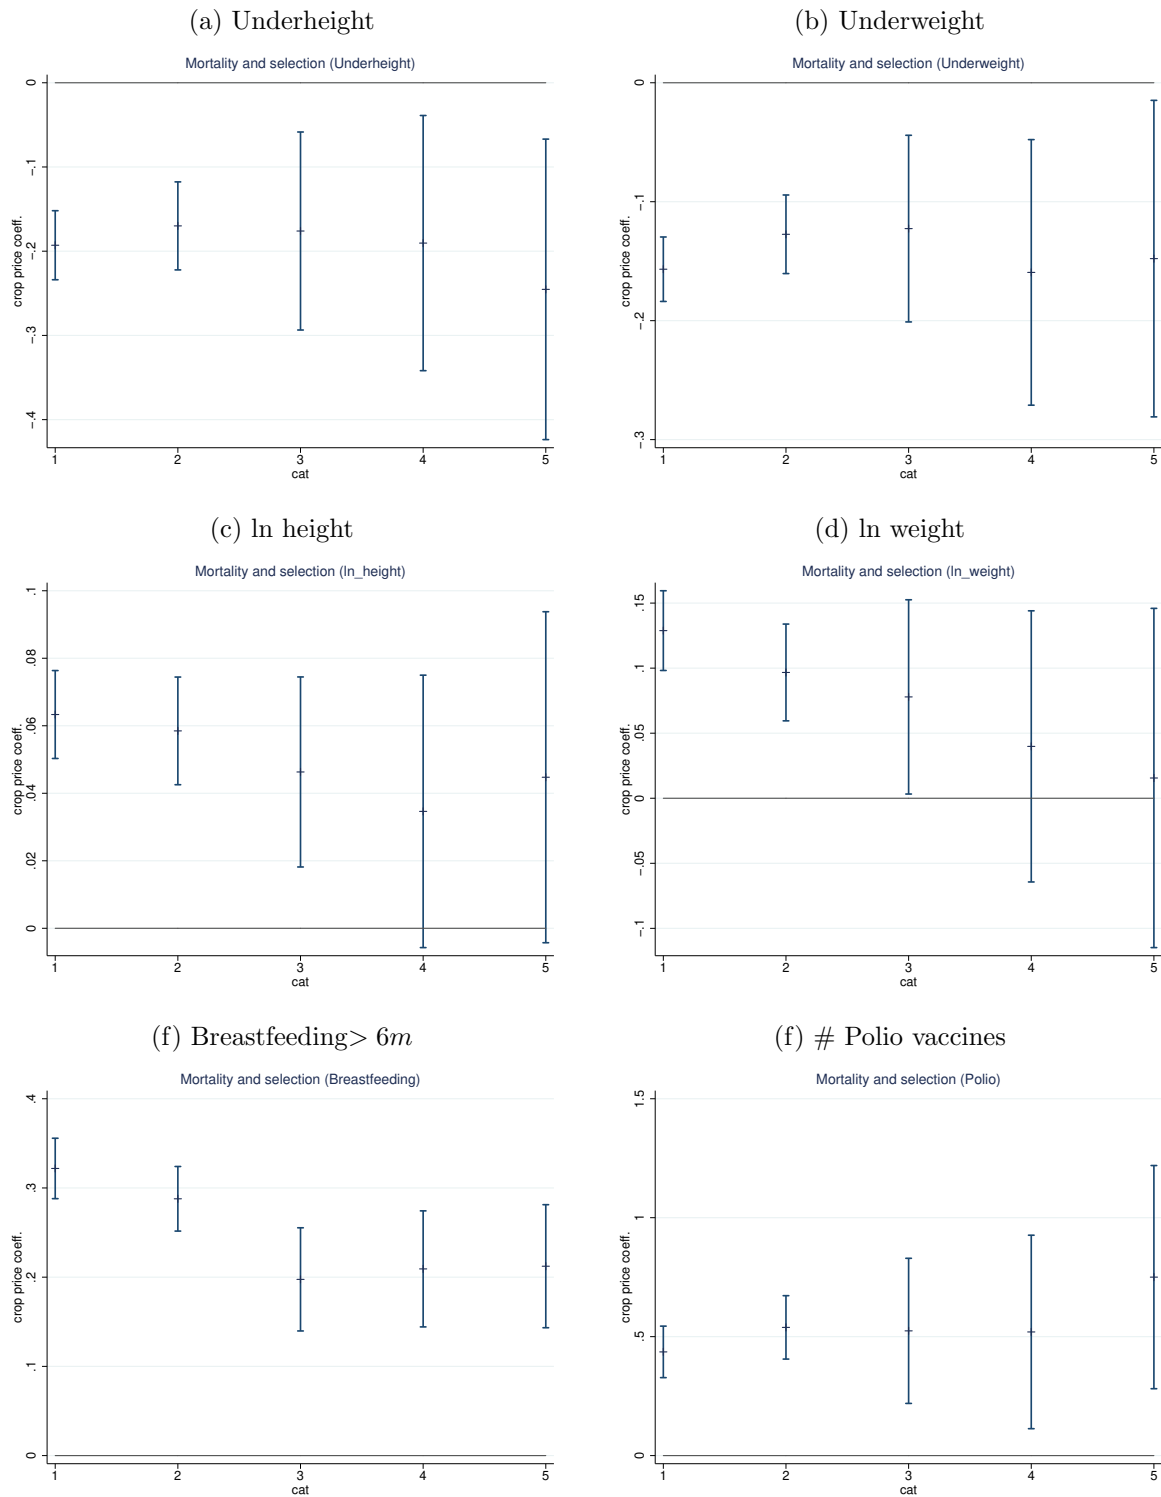 (a) Underheight
Mortality and selection (Underheight)
crop price coeff.
0
-.1
-.2
-.3
-.4
1 2 3 4 5
cat
(b) Underweight
Mortality and selection (Underweight)
crop price coeff.
0
-.1
-.2
-.3
1 2 3 4 5
cat
(c) ln height
Mortality and selection (ln_height)
crop price coeff.
.1
.08
.06
.04
.02
0
1 2 3 4 5
cat
(d) ln weight
Mortality and selection (ln_weight)
crop price coeff.
.15
.1
.05
0
-.05
-.1
1 2 3 4 5
cat
(f) Breastfeeding> 6m
Mortality and selection (Breastfeeding)
crop price coeff.
.4
.3
.2
.1
0
1 2 3 4 5
cat
(f) # Polio vaccines
Mortality and selection (Polio)
crop price coeff.
1.5
1
.5
0
1 2 3 4 5
cat